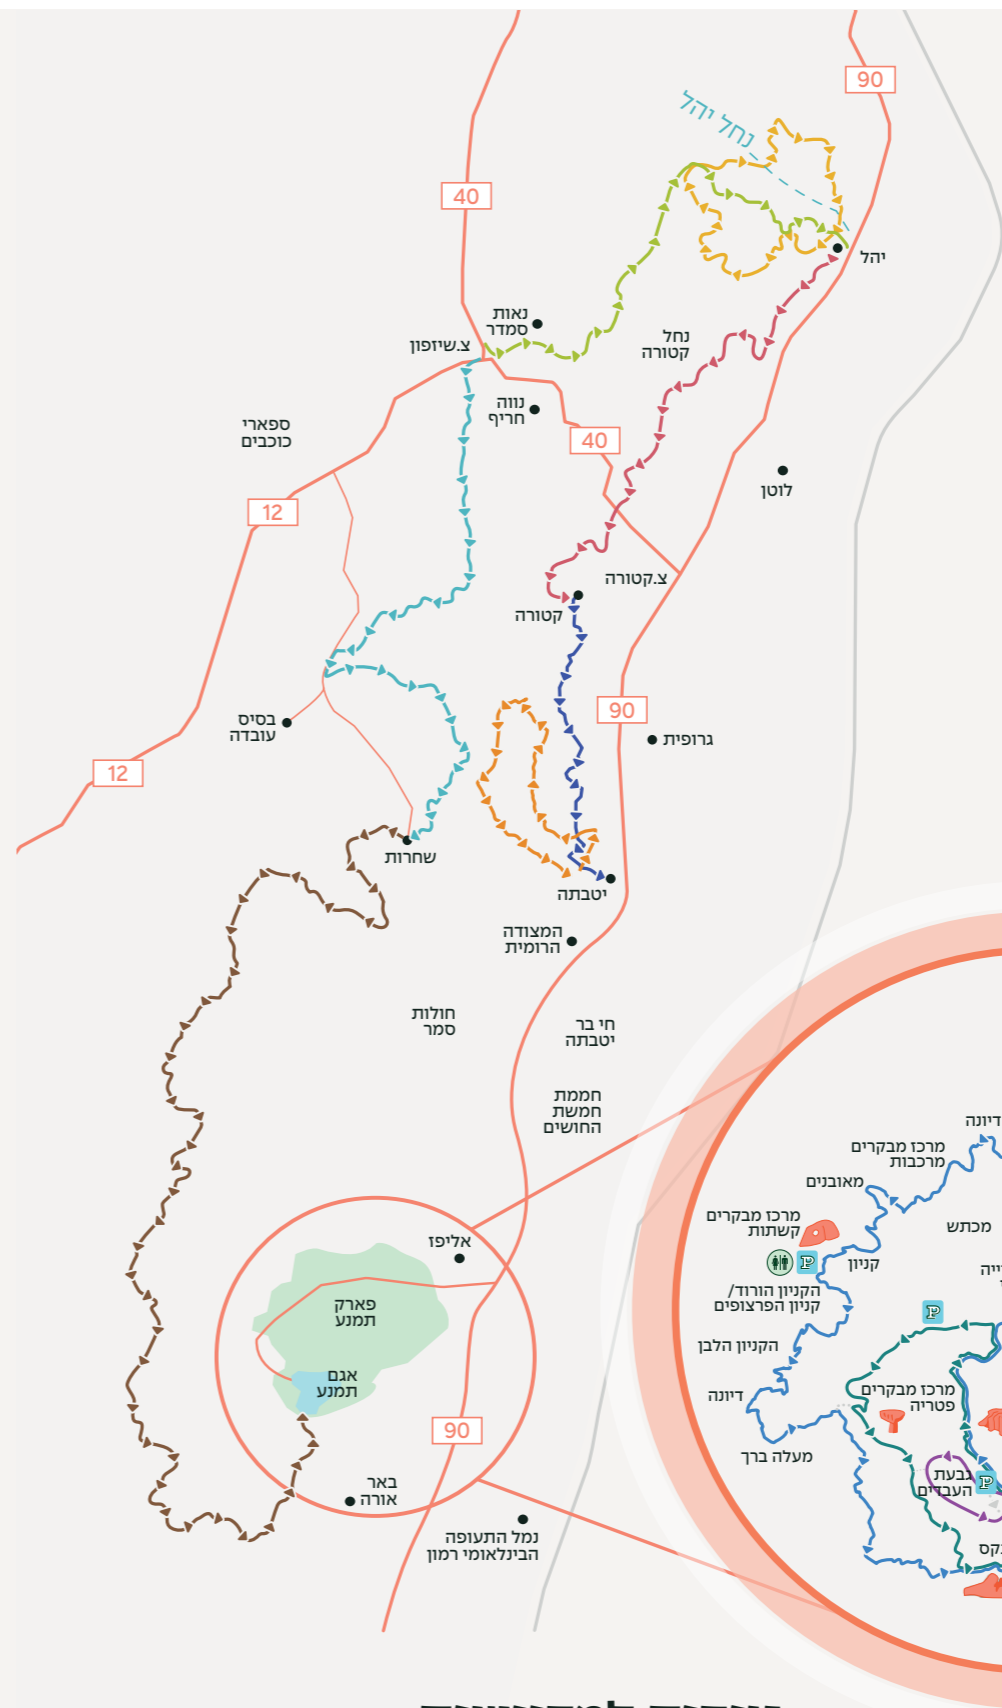 90
נחל יהל
40
יהל
נאות
סמדר
נחל
קטורה
צ.שיזפון
נווה
חריף
ספארי
כוכבים
40
לוטן
12
צ.קטורה
קטורה
90
בסיס
עובדה
גרופית
12
שחרות
יטבתה
המצודה
הרומית
חולות
סמר
חי בר
יטבתה
חממת
חמשת
החושים
דיונה
מרכז מבקרים
מרכבות
מאובנים
מרכז מבקרים
קשתות
מכתש
אליפז
קניון
P
הקניון הורוד/
קניון הפרצופים
פארק
תמנע
P
הקניון הלבן
אגם
תמנע
דיונה
מרכז מבקרים
פטריה
90
מעלה ברך
גבעת
העבדים
P
באר
אורה
נמל התעופה
הבינלאומי רמון